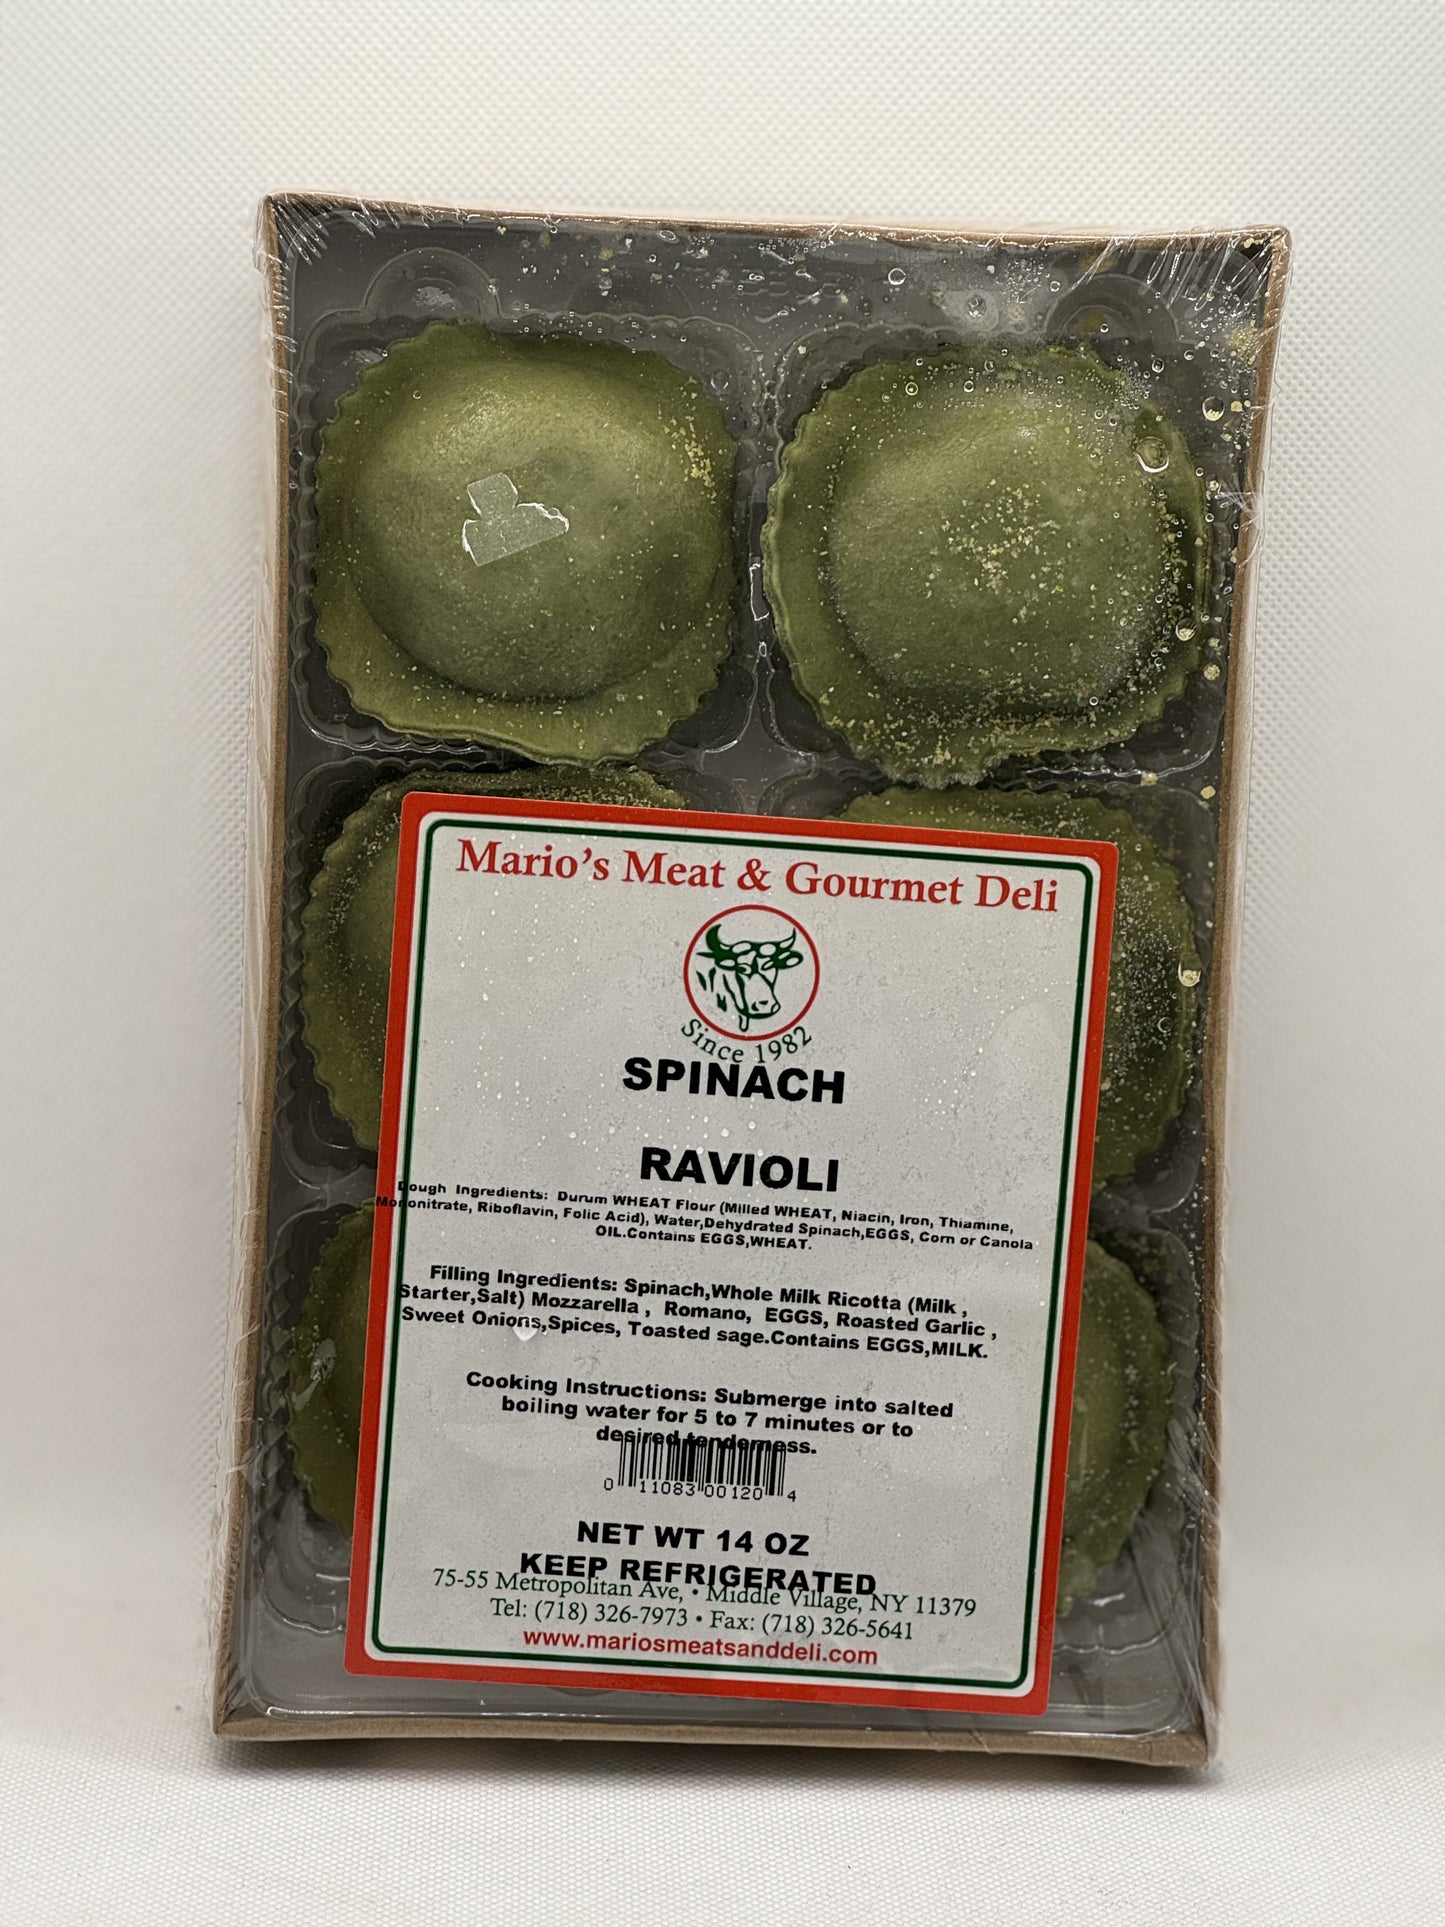 Mario's Meat & Gourmet Deli
Since 1982
SPINACH
RAVIOLI
Dough Ingredients: Durum WHEAT Flour (Milled WHEAT, Niacin, Iron, Thiamine,
Mononitrate, Riboflavin, Folic Acid), Water,Dehydrated Spinach,EGGS, Corn or Canola
OIL.Contains EGGS,WHEAT.
Filling Ingredients: Spinach,Whole Milk Ricotta (Milk ,
Starter,Salt) Mozzarella , Romano, EGGS, Roasted Garlic ,
Sweet Onions,Spices, Toasted sage.Contains EGGS,MILK.
Cooking Instructions: Submerge into salted
boiling water for 5 to 7 minutes or to
desired tenderness.
0 11083 00120 4
NET WT 14 OZ
KEEP REFRIGERATED
75-55 Metropolitan Ave, • Middle Village, NY 11379
Tel: (718) 326-7973 • Fax: (718) 326-5641
www.mariosmeatsanddeli.com